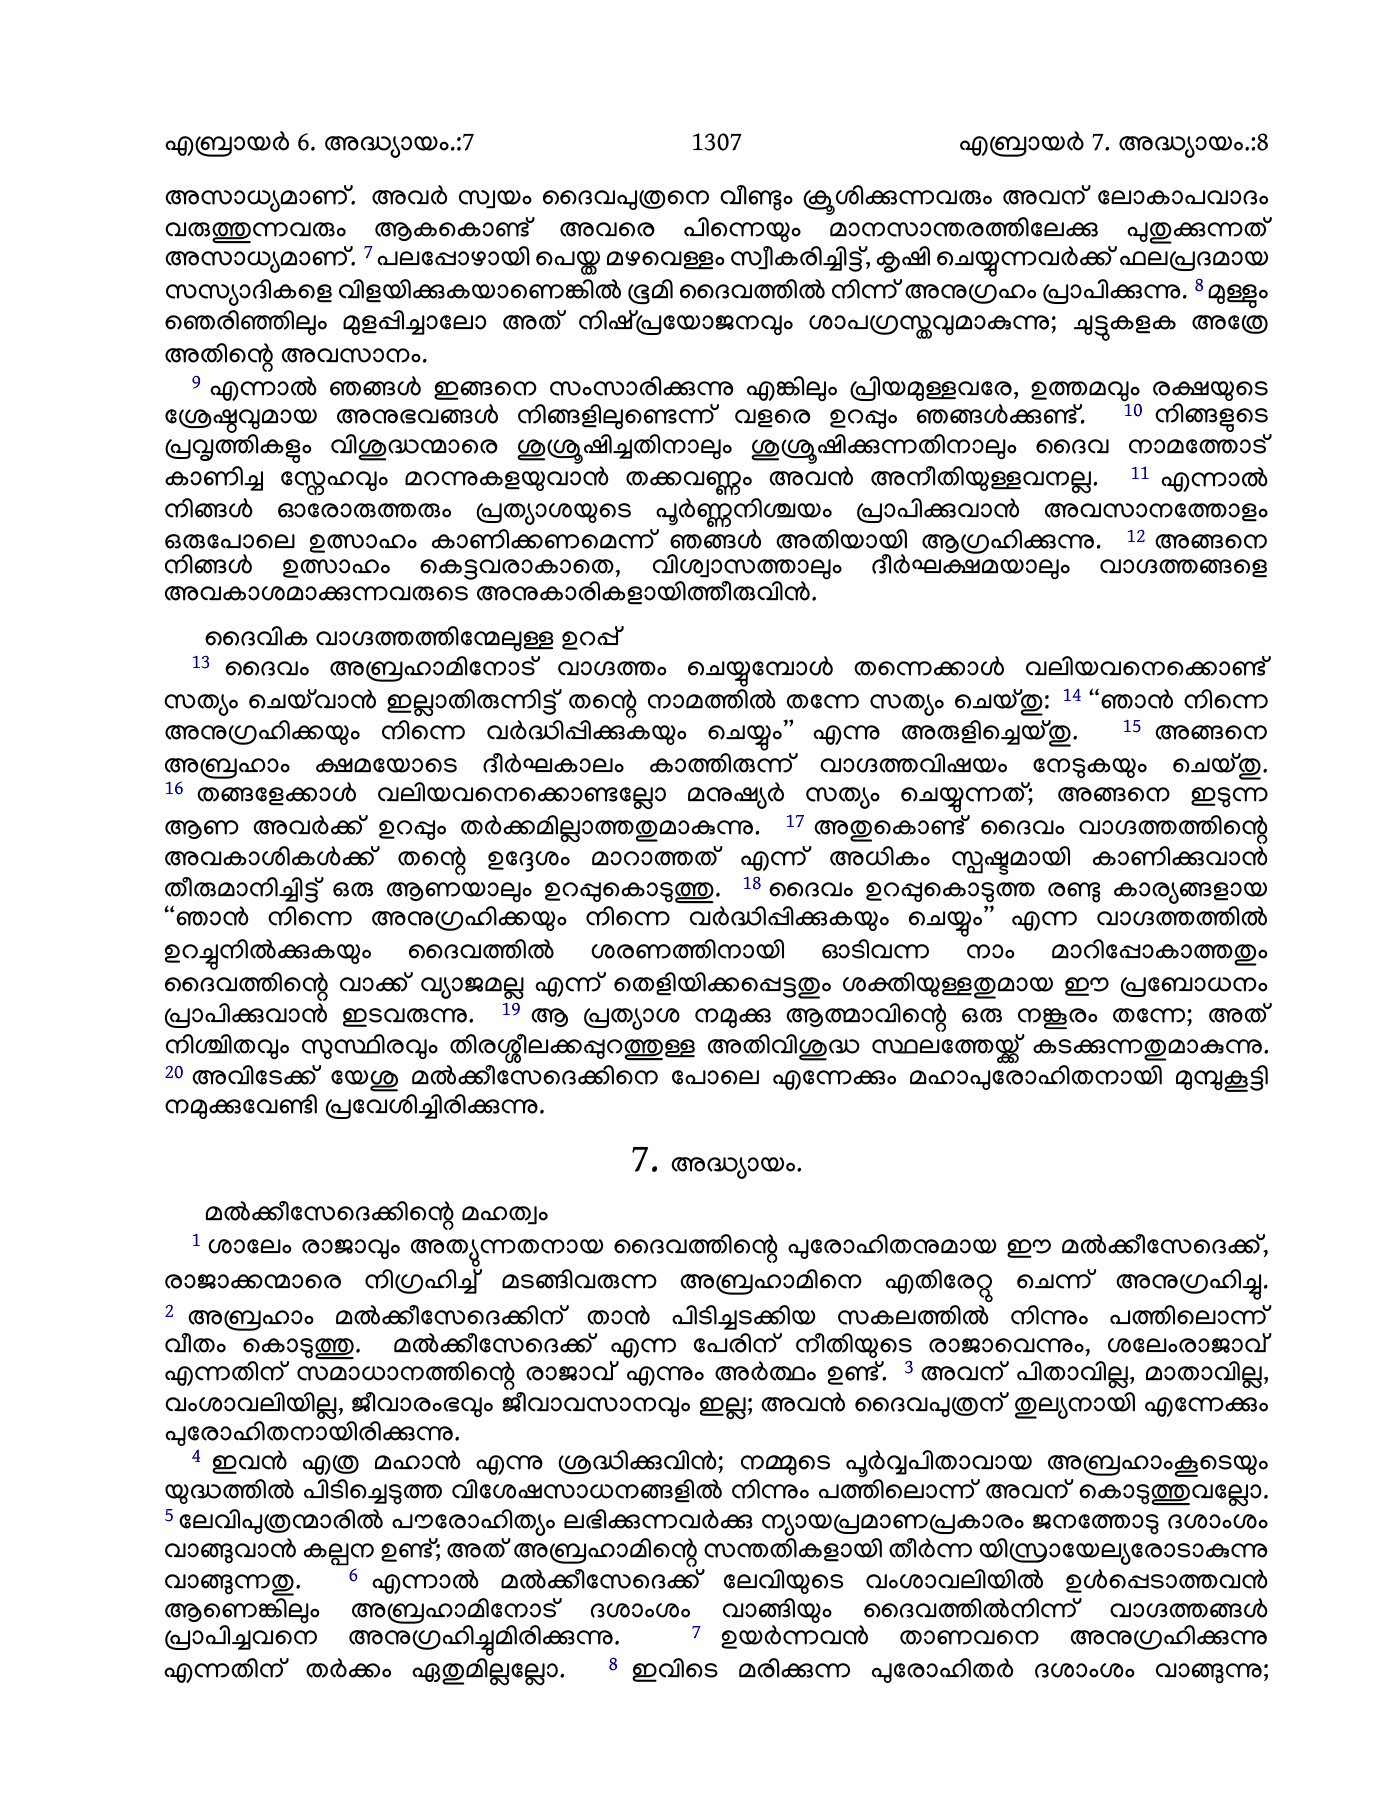 എബ്രായർ 6. അദ്ധ്യായം.:7 1307 എബ്രായർ 7. അദ്ധ്യായം.:8
അസാധ്യമാണ്. അവർ സ്വയം ദൈവപുത്രനെ വീണ്ടും ക്രൂശിക്കുന്നവരും അവന് ലോകാപവാദം
വരുത്തുന്നവരും ആകകൊണ്ട് അവരെ പിന്നെയും മാനസാന്തരത്തിലേക്കു പുതുക്കുന്നത്
അസാധ്യമാണ്. 7 പലപ്പോഴായി പെയ്ത മഴവെള്ളം സ്വീകരിച്ചിട്ട്, കൃഷി ചെയ്യുന്നവർക്ക് ഫലപ്രദമായ
സസ്യാദികളെ വിളയിക്കുകയാണെങ്കിൽ ഭൂമി ദൈവത്തിൽ നിന്ന് അനുഗ്രഹം പ്രാപിക്കുന്നു. 8 മുള്ളും
ഞെരിഞ്ഞിലും മുളപ്പിച്ചാലോ അത് നിഷ്പ്രയോജനവും ശാപഗ്രസ്തവുമാകുന്നു; ചുട്ടുകളക അത്രേ
അതിന്റെ അവസാനം.
9 എന്നാൽ ഞങ്ങൾ ഇങ്ങനെ സംസാരിക്കുന്നു എങ്കിലും പ്രിയമുള്ളവരേ, ഉത്തമവും രക്ഷയുടെ
ശ്രേഷ്ഠവുമായ അനുഭവങ്ങൾ നിങ്ങളിലുണ്ടെന്ന് വളരെ ഉറപ്പും ഞങ്ങൾക്കുണ്ട്. 10 നിങ്ങളുടെ
പ്രവൃത്തികളും വിശുദ്ധന്മാരെ ശുശ്രൂഷിച്ചതിനാലും ശുശ്രൂഷിക്കുന്നതിനാലും ദൈവ നാമത്തോട്
കാണിച്ച സ്നേഹവും മറന്നുകളയുവാൻ തക്കവണ്ണം അവൻ അനീതിയുള്ളവനല്ല. 11 എന്നാൽ
നിങ്ങൾ ഓരോരുത്തരും പ്രത്യാശയുടെ പൂർണ്ണനിശ്ചയം പ്രാപിക്കുവാൻ അവസാനത്തോളം
ഒരുപോലെ ഉത്സാഹം കാണിക്കണമെന്ന് ഞങ്ങൾ അതിയായി ആഗ്രഹിക്കുന്നു. 12 അങ്ങനെ
നിങ്ങൾ ഉത്സാഹം കെട്ടവരാകാതെ, വിശ്വാസത്താലും ദീർഘക്ഷമയാലും വാഗ്ദത്തങ്ങളെ
അവകാശമാക്കുന്നവരുടെ അനുകാരികളായിത്തീരുവിൻ.
ദൈവിക വാഗ്ദത്തത്തിന്മേലുള്ള ഉറപ്പ്
13 ദൈവം അബ്രഹാമിനോട് വാഗ്ദത്തം ചെയ്യുമ്പോൾ തന്നെക്കാൾ വലിയവനെക്കൊണ്ട്
സത്യം ചെയ്‌വാൻ ഇല്ലാതിരുന്നിട്ട് തന്റെ നാമത്തിൽ തന്നേ സത്യം ചെയ്തു: 14 “ഞാൻ നിന്നെ
അനുഗ്രഹിക്കയും നിന്നെ വർദ്ധിപ്പിക്കുകയും ചെയ്യും” എന്നു അരുളിച്ചെയ്തു. 15 അങ്ങനെ
അബ്രഹാം ക്ഷമയോടെ ദീർഘകാലം കാത്തിരുന്ന് വാഗ്ദത്തവിഷയം നേടുകയും ചെയ്തു.
16 തങ്ങളേക്കാൾ വലിയവനെക്കൊണ്ടല്ലോ മനുഷ്യർ സത്യം ചെയ്യുന്നത്; അങ്ങനെ ഇടുന്ന
ആണ അവർക്ക് ഉറപ്പും തർക്കമില്ലാത്തതുമാകുന്നു. 17 അതുകൊണ്ട് ദൈവം വാഗ്ദത്തത്തിന്റെ
അവകാശികൾക്ക് തന്റെ ഉദ്ദേശം മാറാത്തത് എന്ന് അധികം സ്പഷ്ടമായി കാണിക്കുവാൻ
തീരുമാനിച്ചിട്ട് ഒരു ആണയാലും ഉറപ്പുകൊടുത്തു. 18 ദൈവം ഉറപ്പുകൊടുത്ത രണ്ടു കാര്യങ്ങളായ
“ഞാൻ നിന്നെ അനുഗ്രഹിക്കയും നിന്നെ വർദ്ധിപ്പിക്കുകയും ചെയ്യും” എന്ന വാഗ്ദത്തത്തിൽ
ഉറച്ചുനിൽക്കുകയും ദൈവത്തിൽ ശരണത്തിനായി ഓടിവന്ന നാം മാറിപ്പോകാത്തതും
ദൈവത്തിന്റെ വാക്ക് വ്യാജമല്ല എന്ന് തെളിയിക്കപ്പെട്ടതും ശക്തിയുള്ളതുമായ ഈ പ്രബോധനം
പ്രാപിക്കുവാൻ ഇടവരുന്നു. 19 ആ പ്രത്യാശ നമുക്കു ആത്മാവിന്റെ ഒരു നങ്കൂരം തന്നേ; അത്
നിശ്ചിതവും സുസ്ഥിരവും തിരശ്ശീലക്കപ്പുറത്തുള്ള അതിവിശുദ്ധ സ്ഥലത്തേയ്ക്ക് കടക്കുന്നതുമാകുന്നു.
20 അവിടേക്ക് യേശു മൽക്കീസേദെക്കിനെ പോലെ എന്നേക്കും മഹാപുരോഹിതനായി മുമ്പുകൂട്ടി
നമുക്കുവേണ്ടി പ്രവേശിച്ചിരിക്കുന്നു.
7. അദ്ധ്യായം.
മൽക്കീസേദെക്കിന്റെ മഹത്വം
1 ശാലേം രാജാവും അത്യുന്നതനായ ദൈവത്തിന്റെ പുരോഹിതനുമായ ഈ മൽക്കീസേദെക്ക്,
രാജാക്കന്മാരെ നിഗ്രഹിച്ച് മടങ്ങിവരുന്ന അബ്രഹാമിനെ എതിരേറ്റു ചെന്ന് അനുഗ്രഹിച്ചു.
2 അബ്രഹാം മൽക്കീസേദെക്കിന് താൻ പിടിച്ചടക്കിയ സകലത്തിൽ നിന്നും പത്തിലൊന്ന്
വീതം കൊടുത്തു. മൽക്കീസേദെക്ക് എന്ന പേരിന് നീതിയുടെ രാജാവെന്നും, ശലേംരാജാവ്
എന്നതിന് സമാധാനത്തിന്റെ രാജാവ് എന്നും അർത്ഥം ഉണ്ട്. 3 അവന് പിതാവില്ല, മാതാവില്ല,
വംശാവലിയില്ല, ജീവാരംഭവും ജീവാവസാനവും ഇല്ല; അവൻ ദൈവപുത്രന് തുല്യനായി എന്നേക്കും
പുരോഹിതനായിരിക്കുന്നു.
4 ഇവൻ എത്ര മഹാൻ എന്നു ശ്രദ്ധിക്കുവിൻ; നമ്മുടെ പൂർവ്വപിതാവായ അബ്രഹാംകൂടെയും
യുദ്ധത്തിൽ പിടിച്ചെടുത്ത വിശേഷസാധനങ്ങളിൽ നിന്നും പത്തിലൊന്ന് അവന് കൊടുത്തുവല്ലോ.
5 ലേവിപുത്രന്മാരിൽ പൗരോഹിത്യം ലഭിക്കുന്നവർക്കു ന്യായപ്രമാണപ്രകാരം ജനത്തോടു ദശാംശം
വാങ്ങുവാൻ കല്പന ഉണ്ട്; അത് അബ്രഹാമിന്റെ സന്തതികളായി തീർന്ന യിസ്രായേല്യരോടാകുന്നു
വാങ്ങുന്നതു. 6 എന്നാൽ മൽക്കീസേദെക്ക് ലേവിയുടെ വംശാവലിയിൽ ഉൾപ്പെടാത്തവൻ
ആണെങ്കിലും അബ്രഹാമിനോട് ദശാംശം വാങ്ങിയും ദൈവത്തിൽനിന്ന് വാഗ്ദത്തങ്ങൾ
പ്രാപിച്ചവനെ അനുഗ്രഹിച്ചുമിരിക്കുന്നു. 7 ഉയർന്നവൻ താണവനെ അനുഗ്രഹിക്കുന്നു
എന്നതിന് തർക്കം ഏതുമില്ലല്ലോ. 8 ഇവിടെ മരിക്കുന്ന പുരോഹിതർ ദശാംശം വാങ്ങുന്നു;